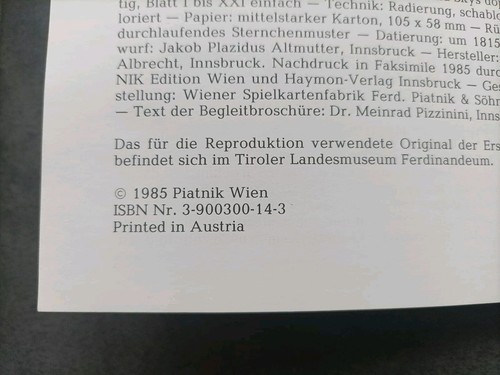 tig, Blatt I bis XXI einfach — Technik: Radierung, schablo
loriert — Papier: mittelstarker Karton, 105 x 58 mm — Rü
durchlaufendes Sternchenmuster — Datierung: um 1815
wurf: Jakob Plazidus Altmutter, Innsbruck — Hersteller:
Albrecht, Innsbruck. Nachdruck in Faksimile 1985 durc
NIK Edition Wien und Haymon-Verlag Innsbruck — Ges
stellung: Wiener Spielkartenfabrik Ferd. Piatnik & Söhn
— Text der Begleitbroschüre: Dr. Meinrad Pizzinini, Inns
Das für die Reproduktion verwendete Original der Ers
befindet sich im Tiroler Landesmuseum Ferdinandeum.
© 1985 Piatnik Wien
ISBN Nr. 3-900300-14-3
Printed in Austria